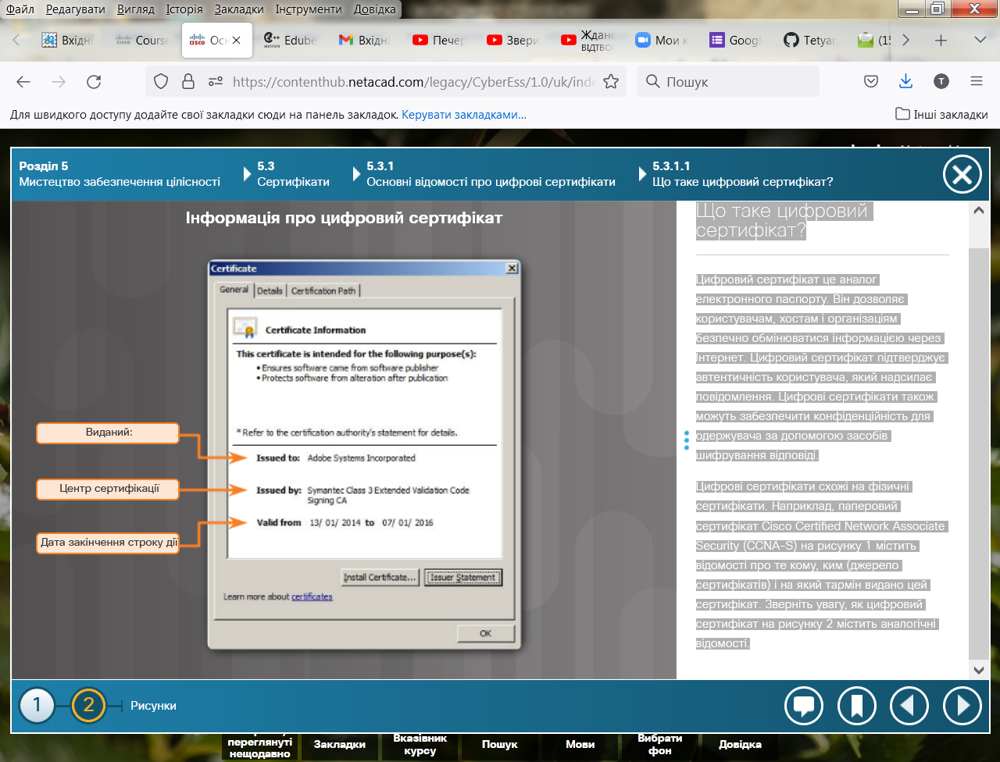 Файл Редагувати Вигляд Історія Закладки Інструменти Довідка
Вхідні Course Осн Edube Вхідні Печер Звери Ждано ВІДТВО Мои к Googl Tetyan (15
https://contenthub.netacad.com/legacy/CyberEss/1.0/uk/inde Пошук
Для швидкого доступу додайте свої закладки сюди на панель закладок. Керувати закладками... Інші закладки
Розділ 5
Мистецтво забезпечення цілісності
5.3
Сертифікати
5.3.1
Основні відомості про цифрові сертифікати
5.3.1.1
Що таке цифровий сертифікат?
Інформація про цифровий сертифікат
Certificate
General Details Certification Path
Certificate Information
This certificate is intended for the following purpose(s):
• Ensures software came from software publisher
• Protects software from alteration after publication
* Refer to the certification authority's statement for details.
Виданий:
Issued to: Adobe Systems Incorporated
Центр сертифікації
Issued by: Symantec Class 3 Extended Validation Code
Signing CA
Дата закінчення строку дії
Valid from 13/ 01/ 2014 to 07/ 01/ 2016
Install Certificate... Issuer Statement
Learn more about certificates
OK
Що таке цифровий
сертифікат?
Цифровий сертифікат це аналог
електронного паспорту. Він дозволяє
користувачам, хостам і організаціям
безпечно обмінюватися інформацією через
Інтернет. Цифровий сертифікат підтверджує
автентичність користувача, який надсилає
повідомлення. Цифрові сертифікати також
можуть забезпечити конфіденційність для
одержувача за допомогою засобів
шифрування відповіді.
Цифрові сертифікати схожі на фізичні
сертифікати. Наприклад, паперовий
сертифікат Cisco Certified Network Associate
Security (CCNA-S) на рисунку 1 містить
відомості про те кому, ким (джерело
сертифікатів) і на який тармін видано цей
сертифікат. Зверніть увагу, як цифровий
сертифікат на рисунку 2 містить аналогічні
відомості.
1 2 Рисунки
переглянуті
нещодавно
Закладки
Вказівник
курсу
Пошук
Мови
Вибрати
фон
Довідка